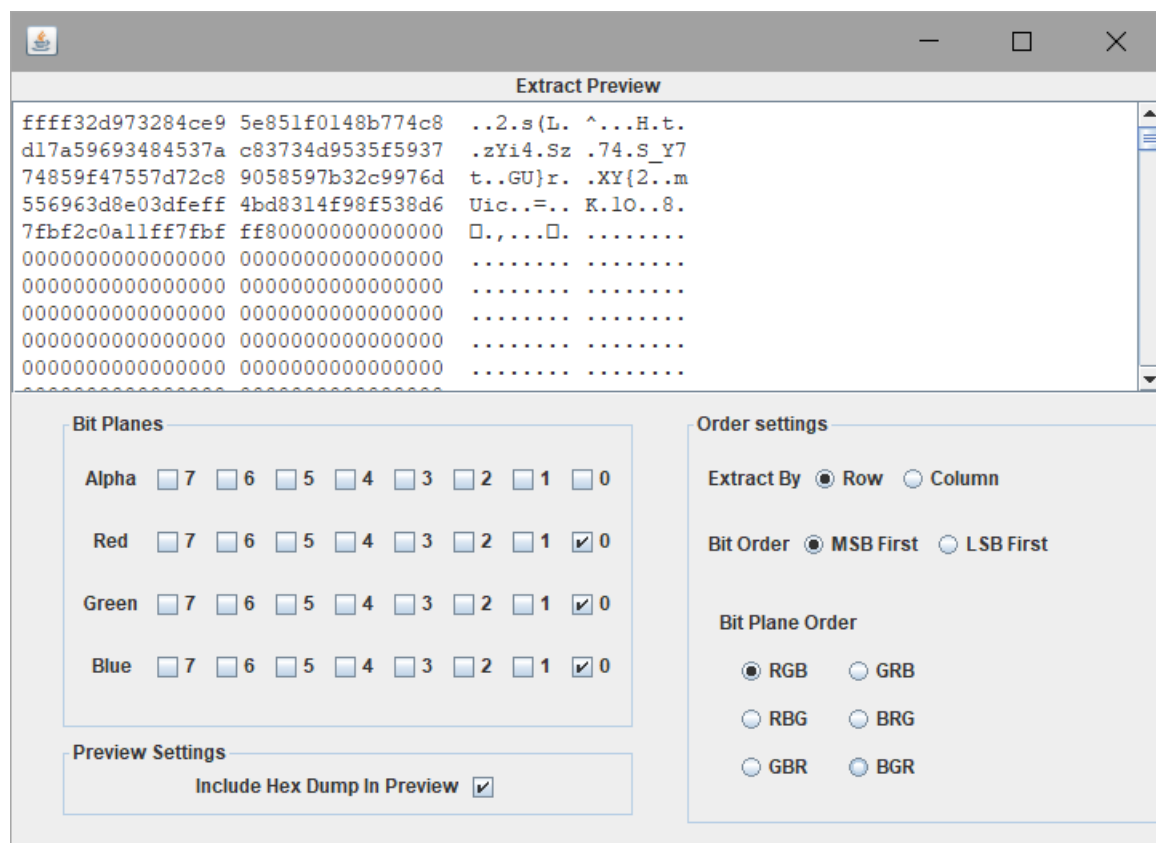 Extract Preview
ffff32d973284ce9 5e851f0148b774c8 ..2.s(L. ^...H.t.
d17a59693484537a c83734d9535f5937 .zYi4.Sz .74.S_Y7
74859f47557d72c8 9058597b32c9976d t..GU}r. .XY{2..m
556963d8e03dfeff 4bd8314f98f538d6 Uic..=.. K.1O..8.
7fbf2c0a11ff7fbf ff80000000000000 □.,...□. ........
0000000000000000 0000000000000000 ........ ........
0000000000000000 0000000000000000 ........ ........
0000000000000000 0000000000000000 ........ ........
0000000000000000 0000000000000000 ........ ........
0000000000000000 0000000000000000 ........ ........
Bit Planes
Alpha 7 6 5 4 3 2 1 0
Red 7 6 5 4 3 2 1 0
Green 7 6 5 4 3 2 1 0
Blue 7 6 5 4 3 2 1 0
Preview Settings
Include Hex Dump In Preview
Order settings
Extract By Row Column
Bit Order MSB First LSB First
Bit Plane Order
RGB GRB
RBG BRG
GBR BGR